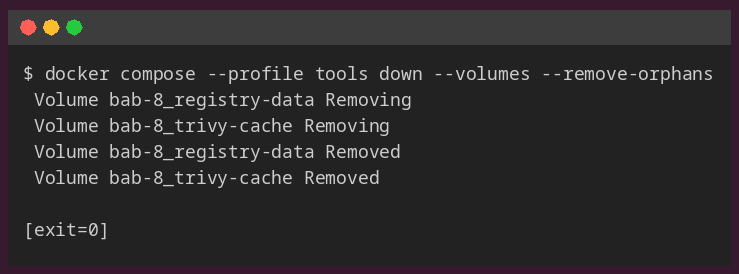 $ docker compose --profile tools down --volumes --remove-orphans
Volume bab-8_registry-data Removing
Volume bab-8_trivy-cache Removing
Volume bab-8_registry-data Removed
Volume bab-8_trivy-cache Removed
[exit=0]